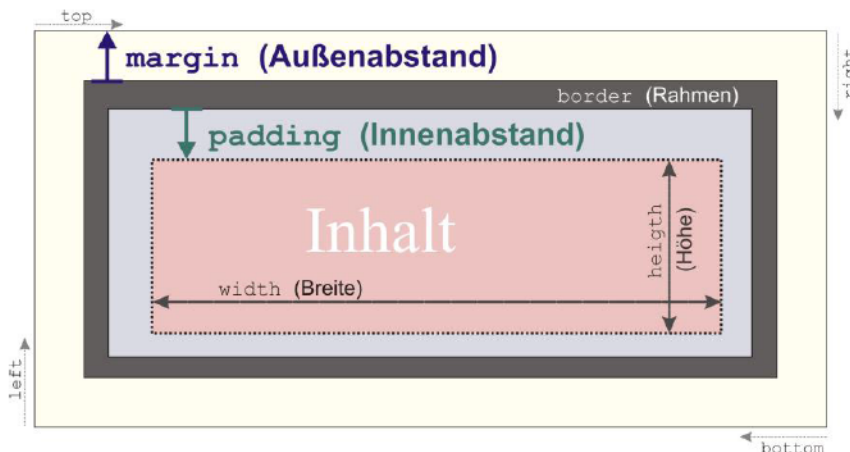 top
margin (Außenabstand)
right
border (Rahmen)
padding (Innenabstand)
Inhalt
heigth
(Höhe)
width (Breite)
left
bottom